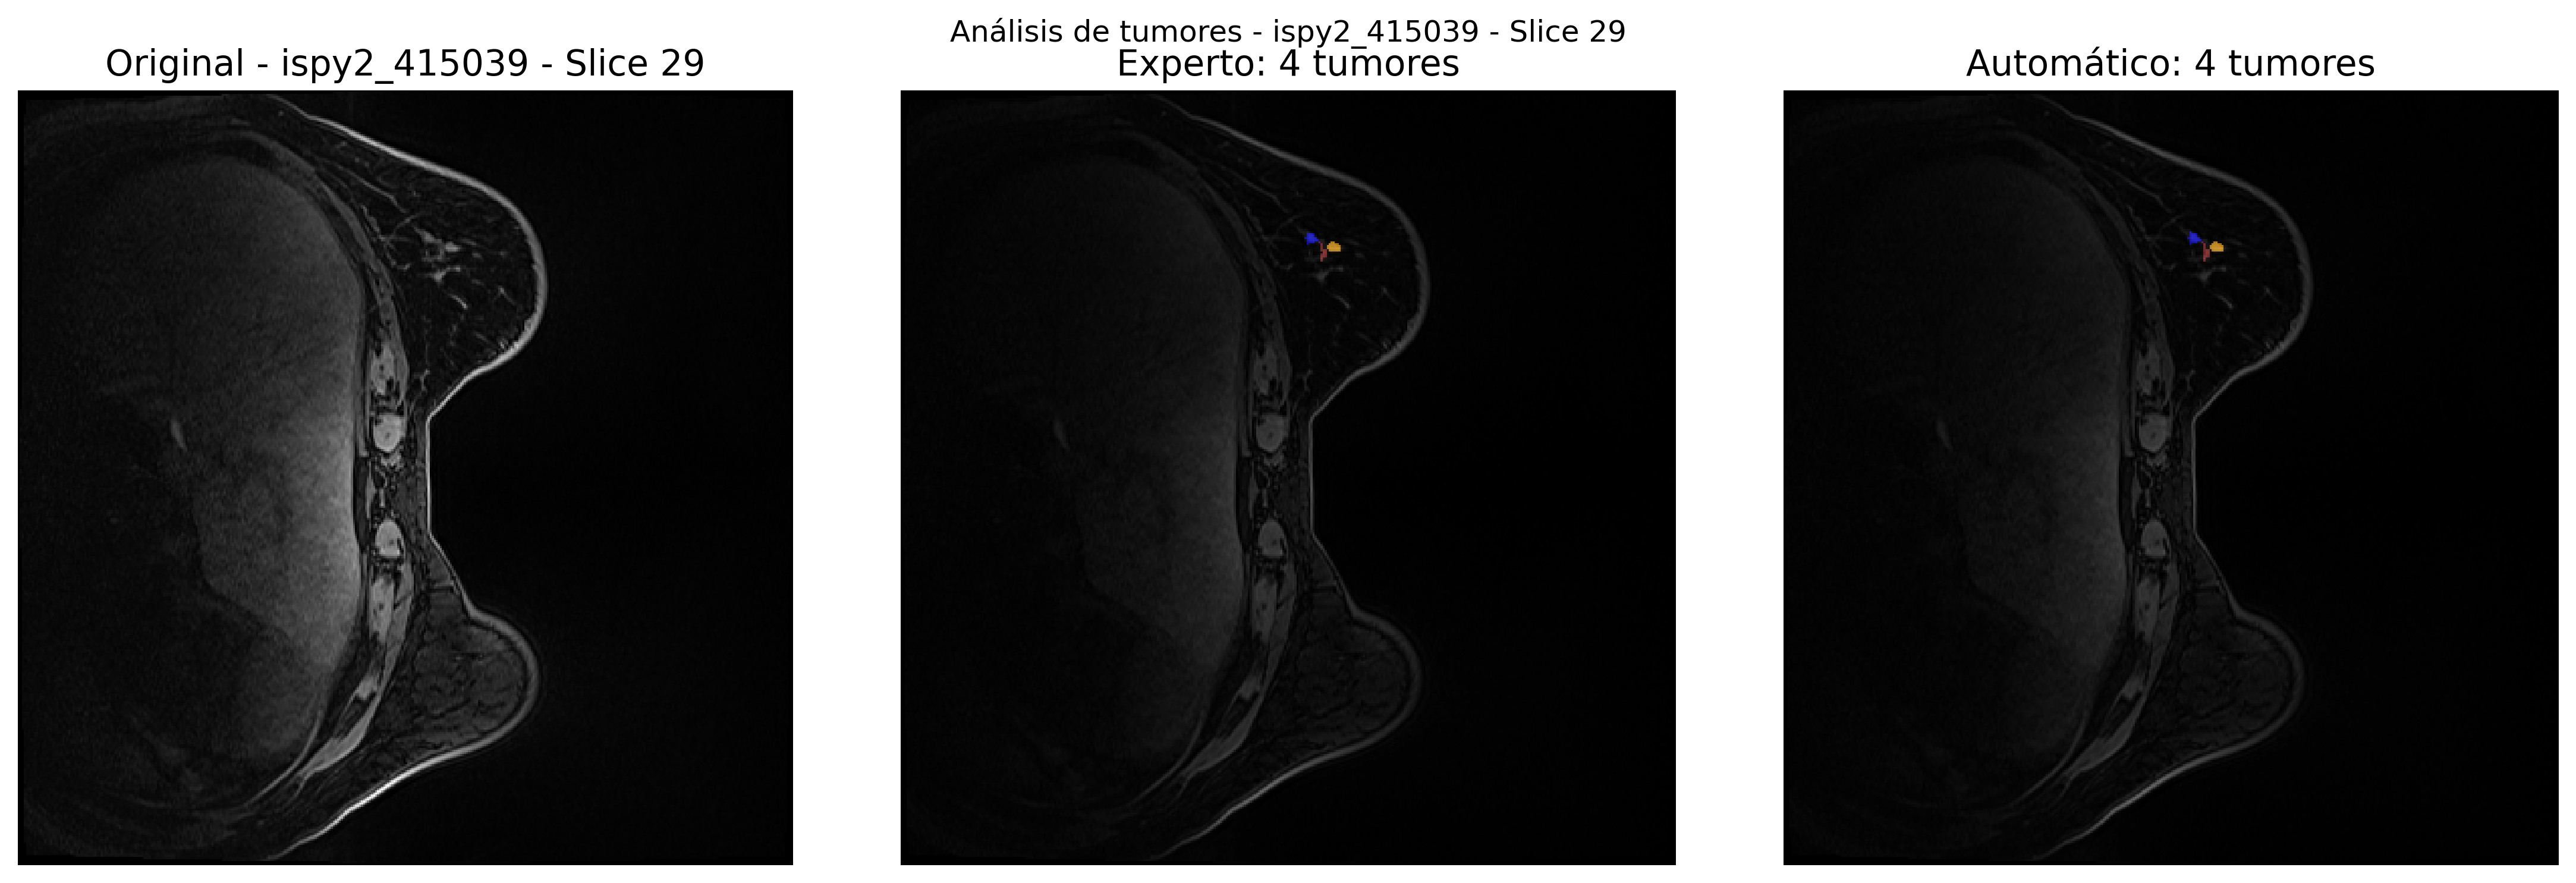 Análisis de tumores - ispy2_415039 - Slice 29
Original - ispy2_415039 - Slice 29
Experto: 4 tumores
Automático: 4 tumores